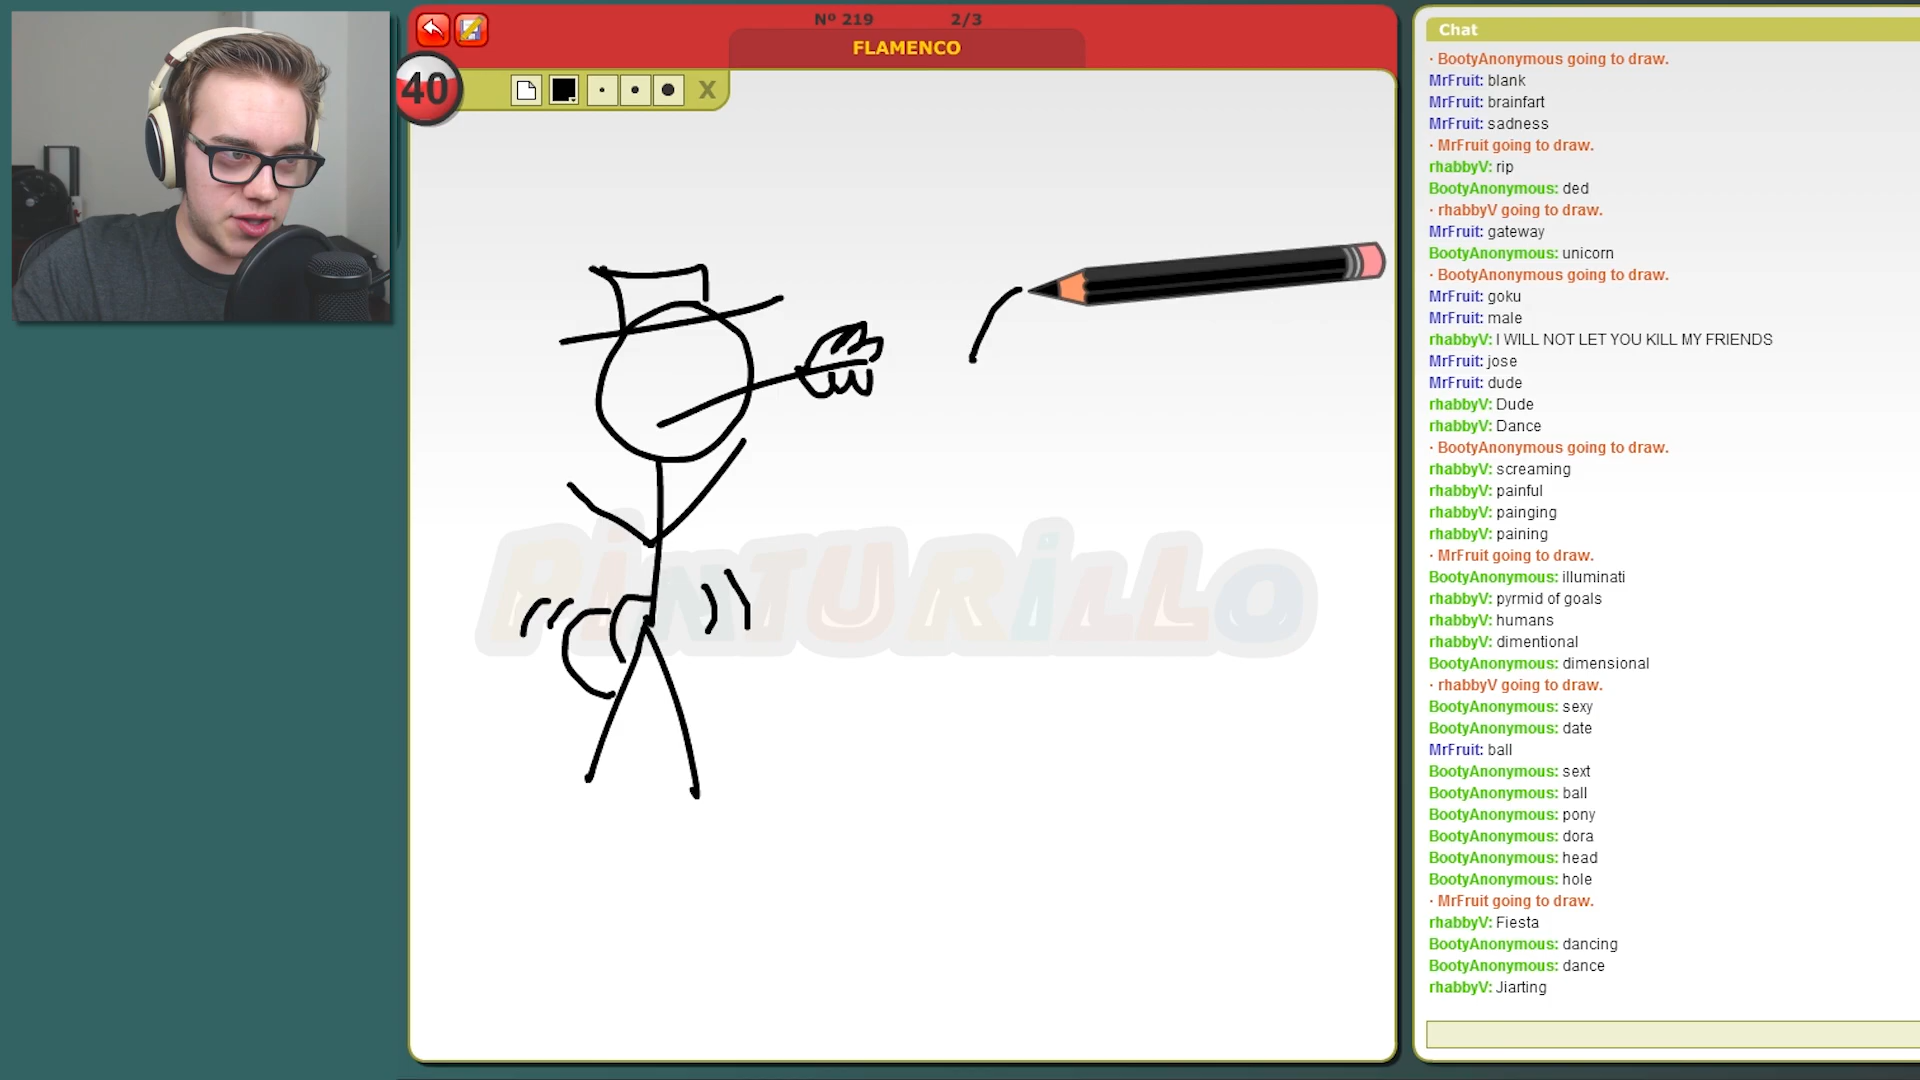 Nº 219 2/3
FLAMENCO
40
X
PiNTURiLLO
Chat
· BootyAnonymous going to draw.
MrFruit: blank
MrFruit: brainfart
MrFruit: sadness
· MrFruit going to draw.
rhabbyV: rip
BootyAnonymous: ded
· rhabbyV going to draw.
MrFruit: gateway
BootyAnonymous: unicorn
· BootyAnonymous going to draw.
MrFruit: goku
MrFruit: male
rhabbyV: I WILL NOT LET YOU KILL MY FRIENDS
MrFruit: jose
MrFruit: dude
rhabbyV: Dude
rhabbyV: Dance
· BootyAnonymous going to draw.
rhabbyV: screaming
rhabbyV: painful
rhabbyV: painging
rhabbyV: paining
· MrFruit going to draw.
BootyAnonymous: illuminati
rhabbyV: pyrmid of goals
rhabbyV: humans
rhabbyV: dimentional
BootyAnonymous: dimensional
· rhabbyV going to draw.
BootyAnonymous: sexy
BootyAnonymous: date
MrFruit: ball
BootyAnonymous: sext
BootyAnonymous: ball
BootyAnonymous: pony
BootyAnonymous: dora
BootyAnonymous: head
BootyAnonymous: hole
· MrFruit going to draw.
rhabbyV: Fiesta
BootyAnonymous: dancing
BootyAnonymous: dance
rhabbyV: Jiarting